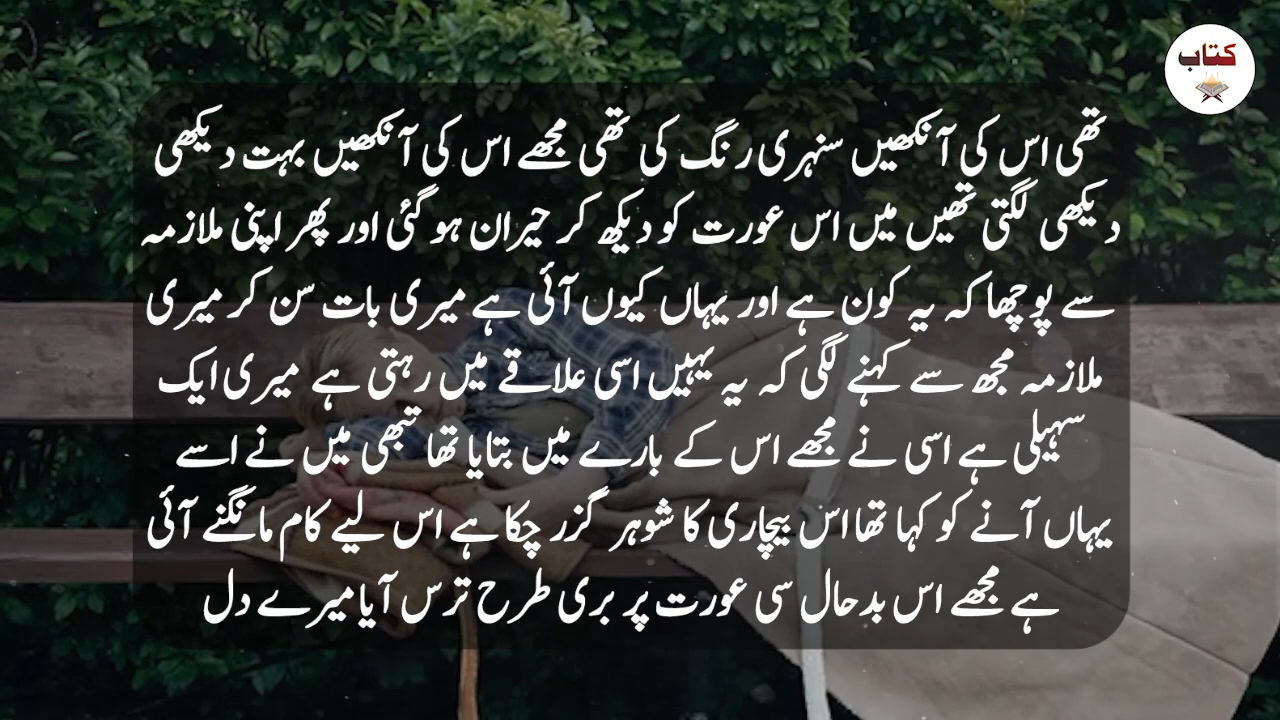 کتاب
تھی اس کی آنکھیں سنہری رنگ کی تھی مجھے اس کی آنکھیں بہت دیکھی
دیکھی لگتی تھیں میں اس عورت کو دیکھ کر حیران ہو گئی اور پھر اپنی ملازمہ
سے پوچھا کہ یہ کون ہے اور یہاں کیوں آئی ہے میری بات سن کر میری
ملازمہ مجھ سے کہنے لگی کہ یہ یہیں اسی علاقے میں رہتی ہے میری ایک
سہیلی ہے اسی نے مجھے اس کے بارے میں بتایا تھا تبھی میں نے اسے
یہاں آنے کو کہا تھا اس بیچاری کا شوہر گزر چکا ہے اس لیے کام مانگنے آئی
ہے مجھے اس بدحال سی عورت پر بری طرح ترس آیا میرے دل